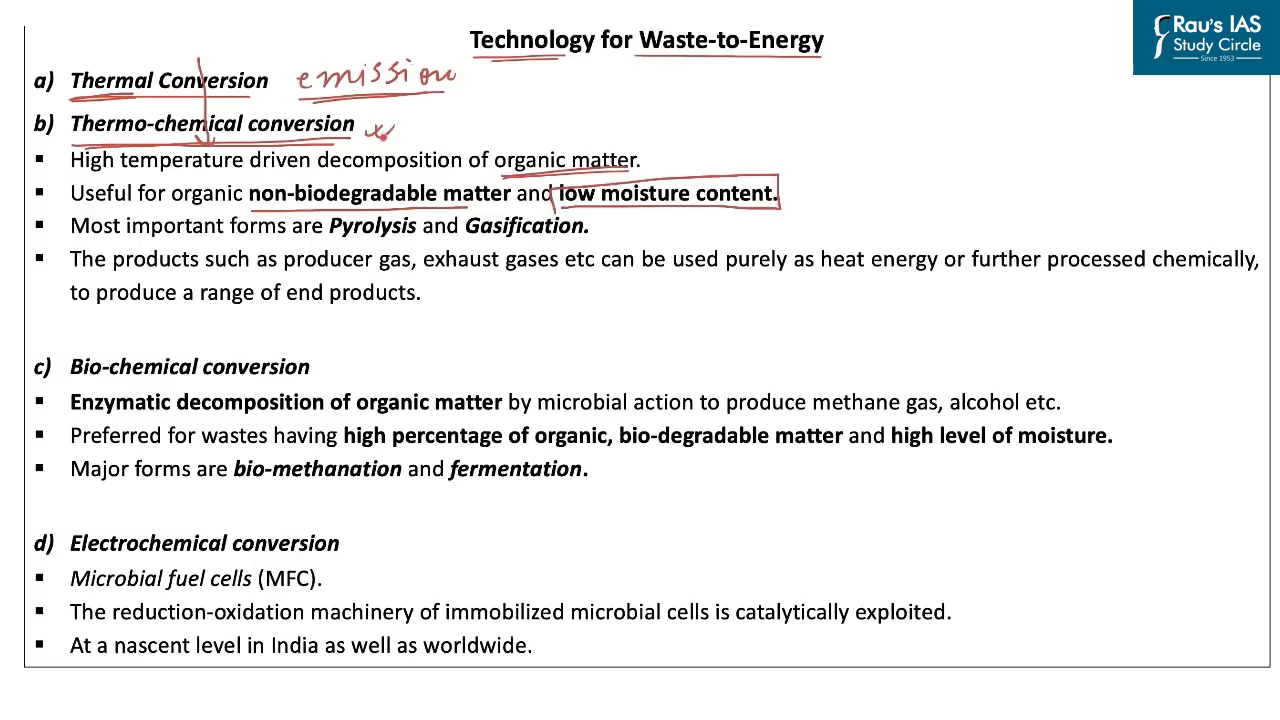 Rau's IAS
Study Circle
Since 1953
Technology for Waste-to-Energy
a) Thermal Conversion emission
b) Thermo-chemical conversion
▪ High temperature driven decomposition of organic matter.
▪ Useful for organic non-biodegradable matter and low moisture content.
▪ Most important forms are Pyrolysis and Gasification.
▪ The products such as producer gas, exhaust gases etc can be used purely as heat energy or further processed chemically,
to produce a range of end products.
c) Bio-chemical conversion
▪ Enzymatic decomposition of organic matter by microbial action to produce methane gas, alcohol etc.
▪ Preferred for wastes having high percentage of organic, bio-degradable matter and high level of moisture.
▪ Major forms are bio-methanation and fermentation.
d) Electrochemical conversion
▪ Microbial fuel cells (MFC).
▪ The reduction-oxidation machinery of immobilized microbial cells is catalytically exploited.
▪ At a nascent level in India as well as worldwide.